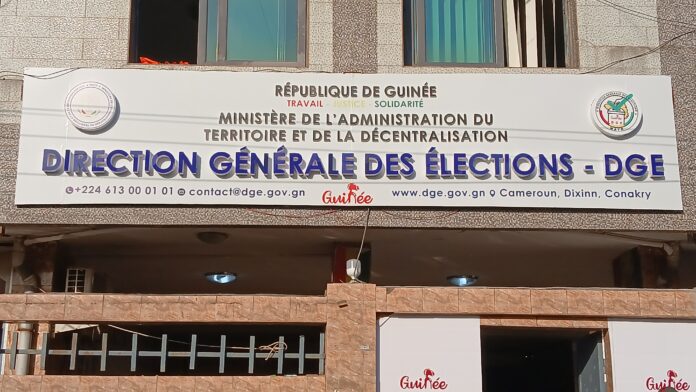 RÉPUBLIQUE DE GUINÉE
TRAVAIL - JUSTICE - SOLIDARITÉ
MINISTÈRE DE L'ADMINISTRATION DU
TERRITOIRE ET DE LA DÉCENTRALISATION
DIRECTION GÉNÉRALE DES ÉLECTIONS - DGE
+224 613 00 01 01 contact@dge.gov.gn Guinée www.dge.gov.gn Cameroun, Dixinn, Conakry
Guinée Guinée